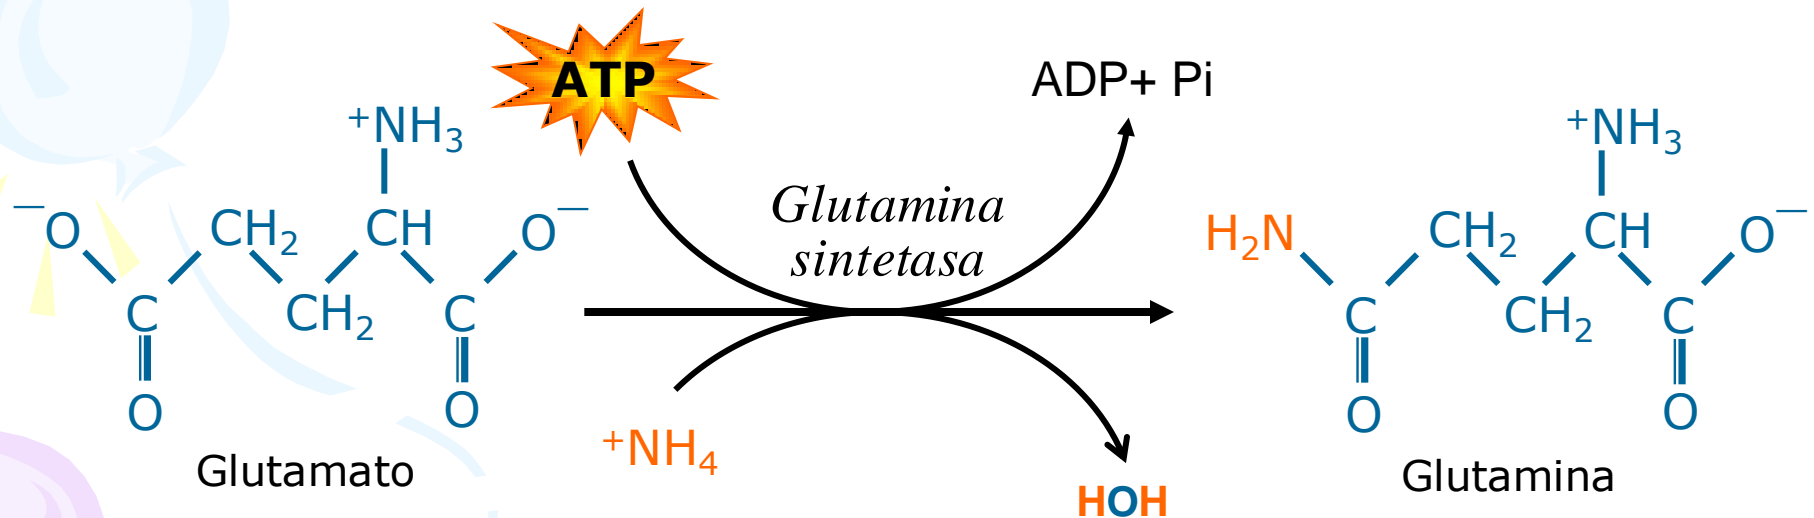 ATP
ADP+ Pi
⁺NH₃
⁺NH₃
Glutamina
sintetasa
⁻O
CH₂
CH
O⁻
H₂N
CH₂
CH
O⁻
C
CH₂
C
C
CH₂
C
O
O
O
O
⁺NH₄
Glutamato
Glutamina
HOH